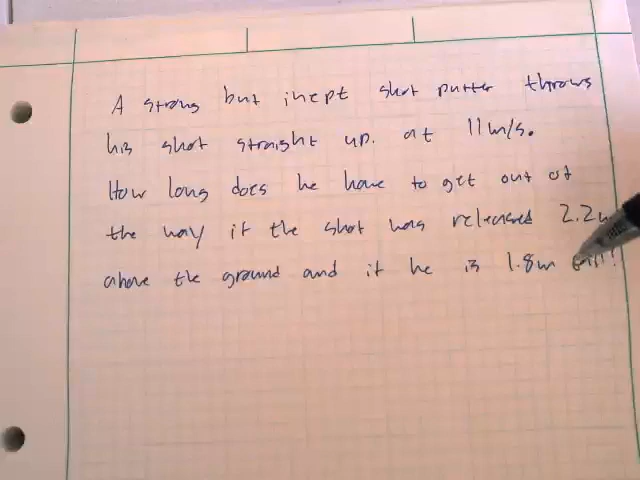 A strong but inept shot putter throws
his shot straight up. at 11m/s.
How long does he have to get out of
the way if the shot was released 2.2m
above the ground and if he is 1.8m tall?